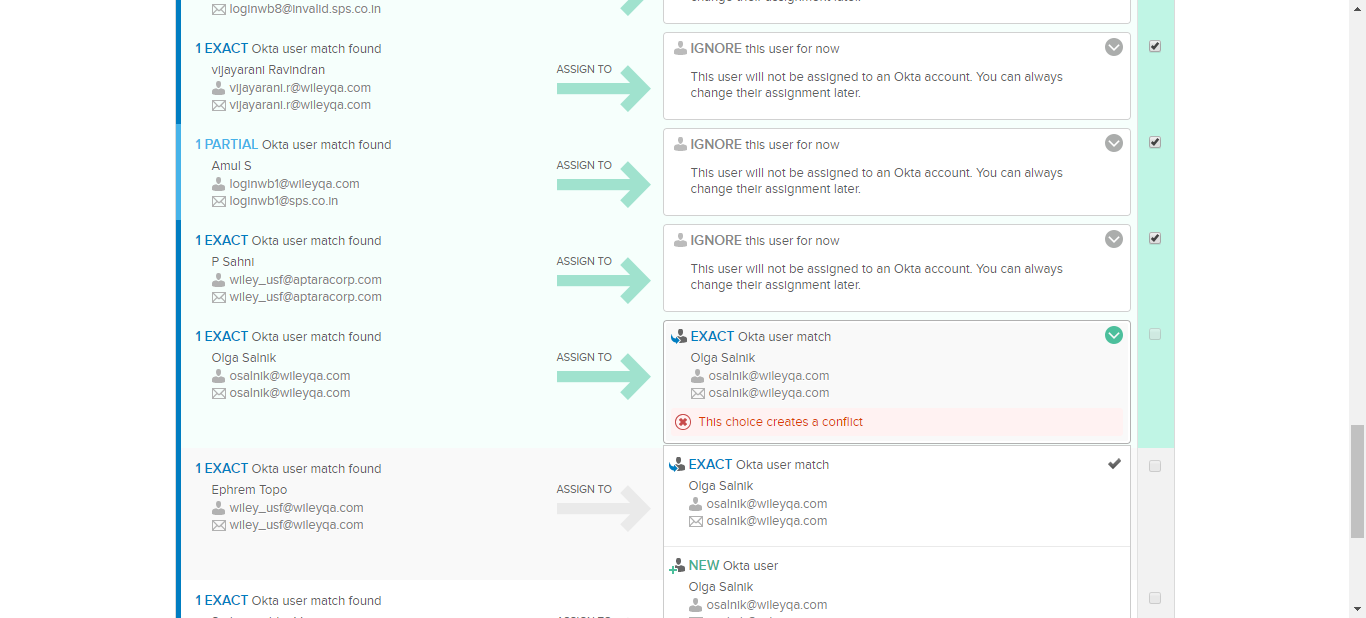 loginwb8@invalid.sps.co.in
change their assignment later.
1 EXACT Okta user match found
vijayarani Ravindran
vijayarani.r@wileyqa.com
vijayarani.r@wileyqa.com
ASSIGN TO
IGNORE this user for now
This user will not be assigned to an Okta account. You can always
change their assignment later.
1 PARTIAL Okta user match found
Amul S
loginwb1@wileyqa.com
loginwb1@sps.co.in
ASSIGN TO
IGNORE this user for now
This user will not be assigned to an Okta account. You can always
change their assignment later.
1 EXACT Okta user match found
P Sahni
wiley_usf@aptaracorp.com
wiley_usf@aptaracorp.com
ASSIGN TO
IGNORE this user for now
This user will not be assigned to an Okta account. You can always
change their assignment later.
1 EXACT Okta user match found
Olga Salnik
osalnik@wileyqa.com
osalnik@wileyqa.com
ASSIGN TO
EXACT Okta user match
Olga Salnik
osalnik@wileyqa.com
osalnik@wileyqa.com
This choice creates a conflict
1 EXACT Okta user match found
Ephrem Topo
wiley_usf@wileyqa.com
wiley_usf@wileyqa.com
ASSIGN TO
EXACT Okta user match
Olga Salnik
osalnik@wileyqa.com
osalnik@wileyqa.com
NEW Okta user
Olga Salnik
osalnik@wileyqa.com
1 EXACT Okta user match found